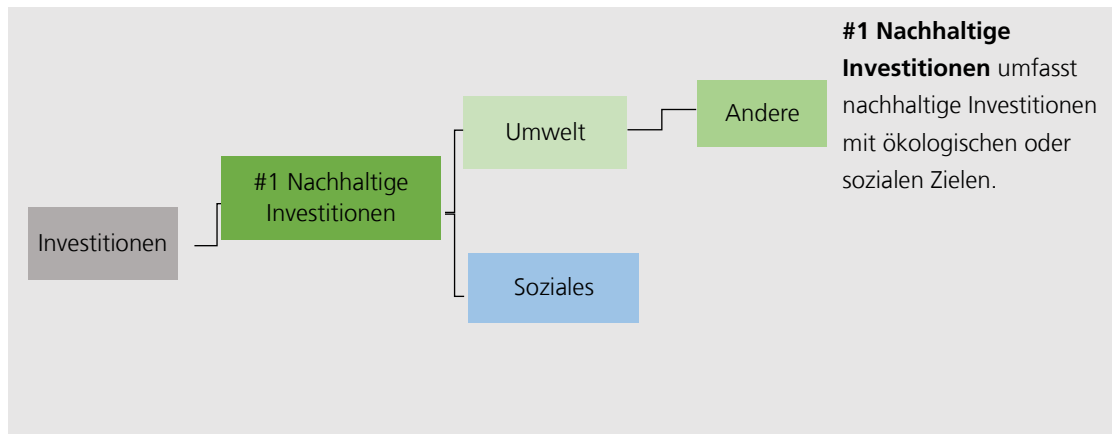 Investitionen
#1 Nachhaltige
Investitionen
Umwelt
Andere
Soziales
#1 Nachhaltige
Investitionen umfasst
nachhaltige Investitionen
mit ökologischen oder
sozialen Zielen.